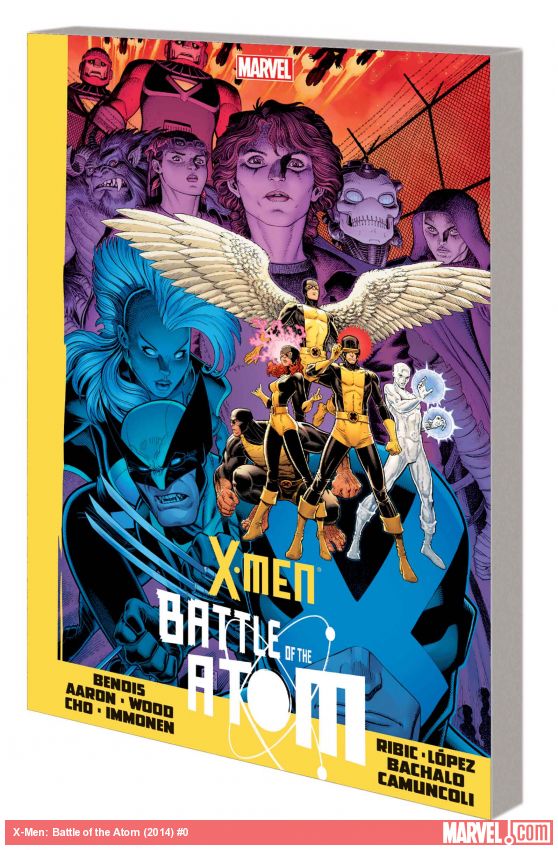 MARVEL
X-MEN®
BATTLE
OF THE
ATOM
BENDIS
AARON · WOOD
CHO · IMMONEN
RIBIC · LÓPEZ
BACHALO
CAMUNCOLI
X-Men: Battle of the Atom (2014) #0
MARVEL.com